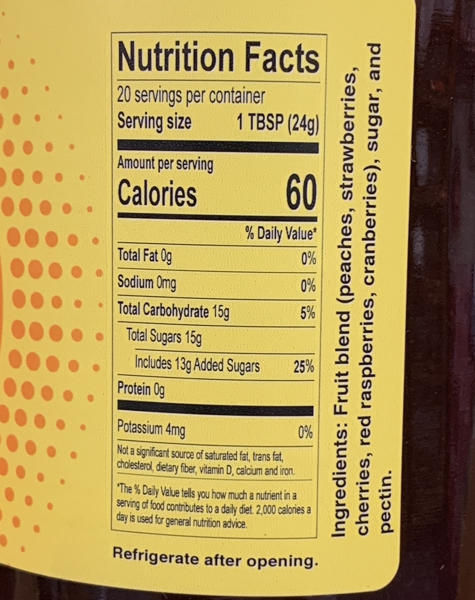 Nutrition Facts
20 servings per container
Serving size 1 TBSP (24g)
Amount per serving
Calories 60
% Daily Value*
Total Fat 0g 0%
Sodium 0mg 0%
Total Carbohydrate 15g 5%
Total Sugars 15g
Includes 13g Added Sugars 25%
Protein 0g
Potassium 4mg 0%
Not a significant source of saturated fat, trans fat,
cholesterol, dietary fiber, vitamin D, calcium and iron.
*The % Daily Value tells you how much a nutrient in a
serving of food contributes to a daily diet. 2,000 calories a
day is used for general nutrition advice.
Refrigerate after opening.
Ingredients: Fruit blend (peaches, strawberries,
cherries, red raspberries, cranberries), sugar, and
pectin.